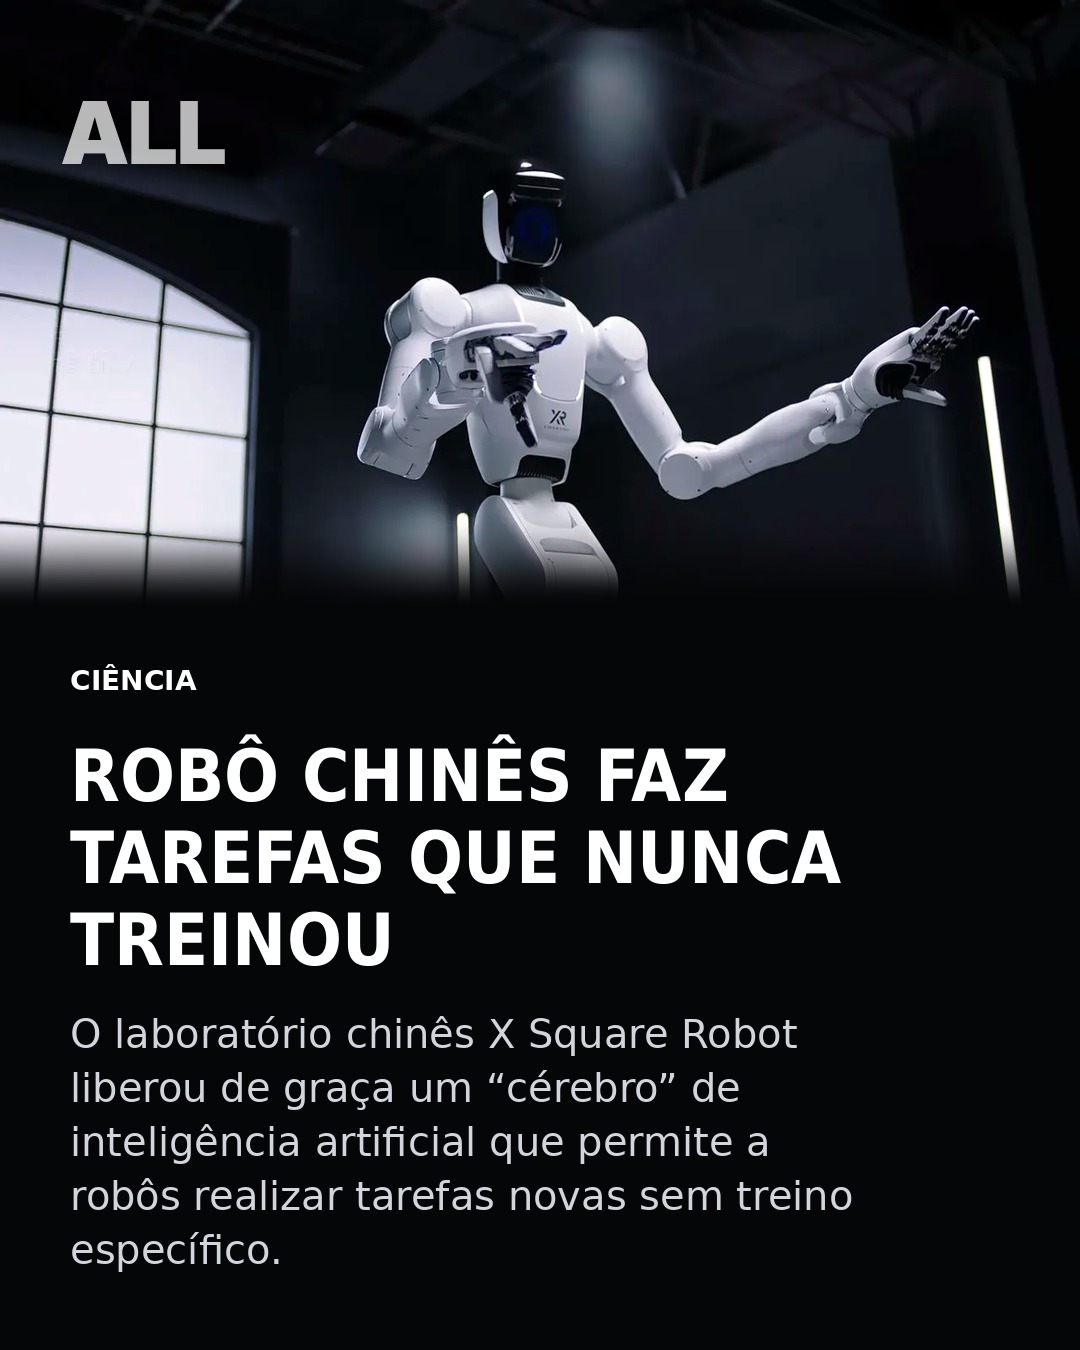 ALL
XR
CIÊNCIA
ROBÔ CHINÊS FAZ
TAREFAS QUE NUNCA
TREINOU
O laboratório chinês X Square Robot
liberou de graça um “cérebro” de
inteligência artificial que permite a
robôs realizar tarefas novas sem treino
específico.